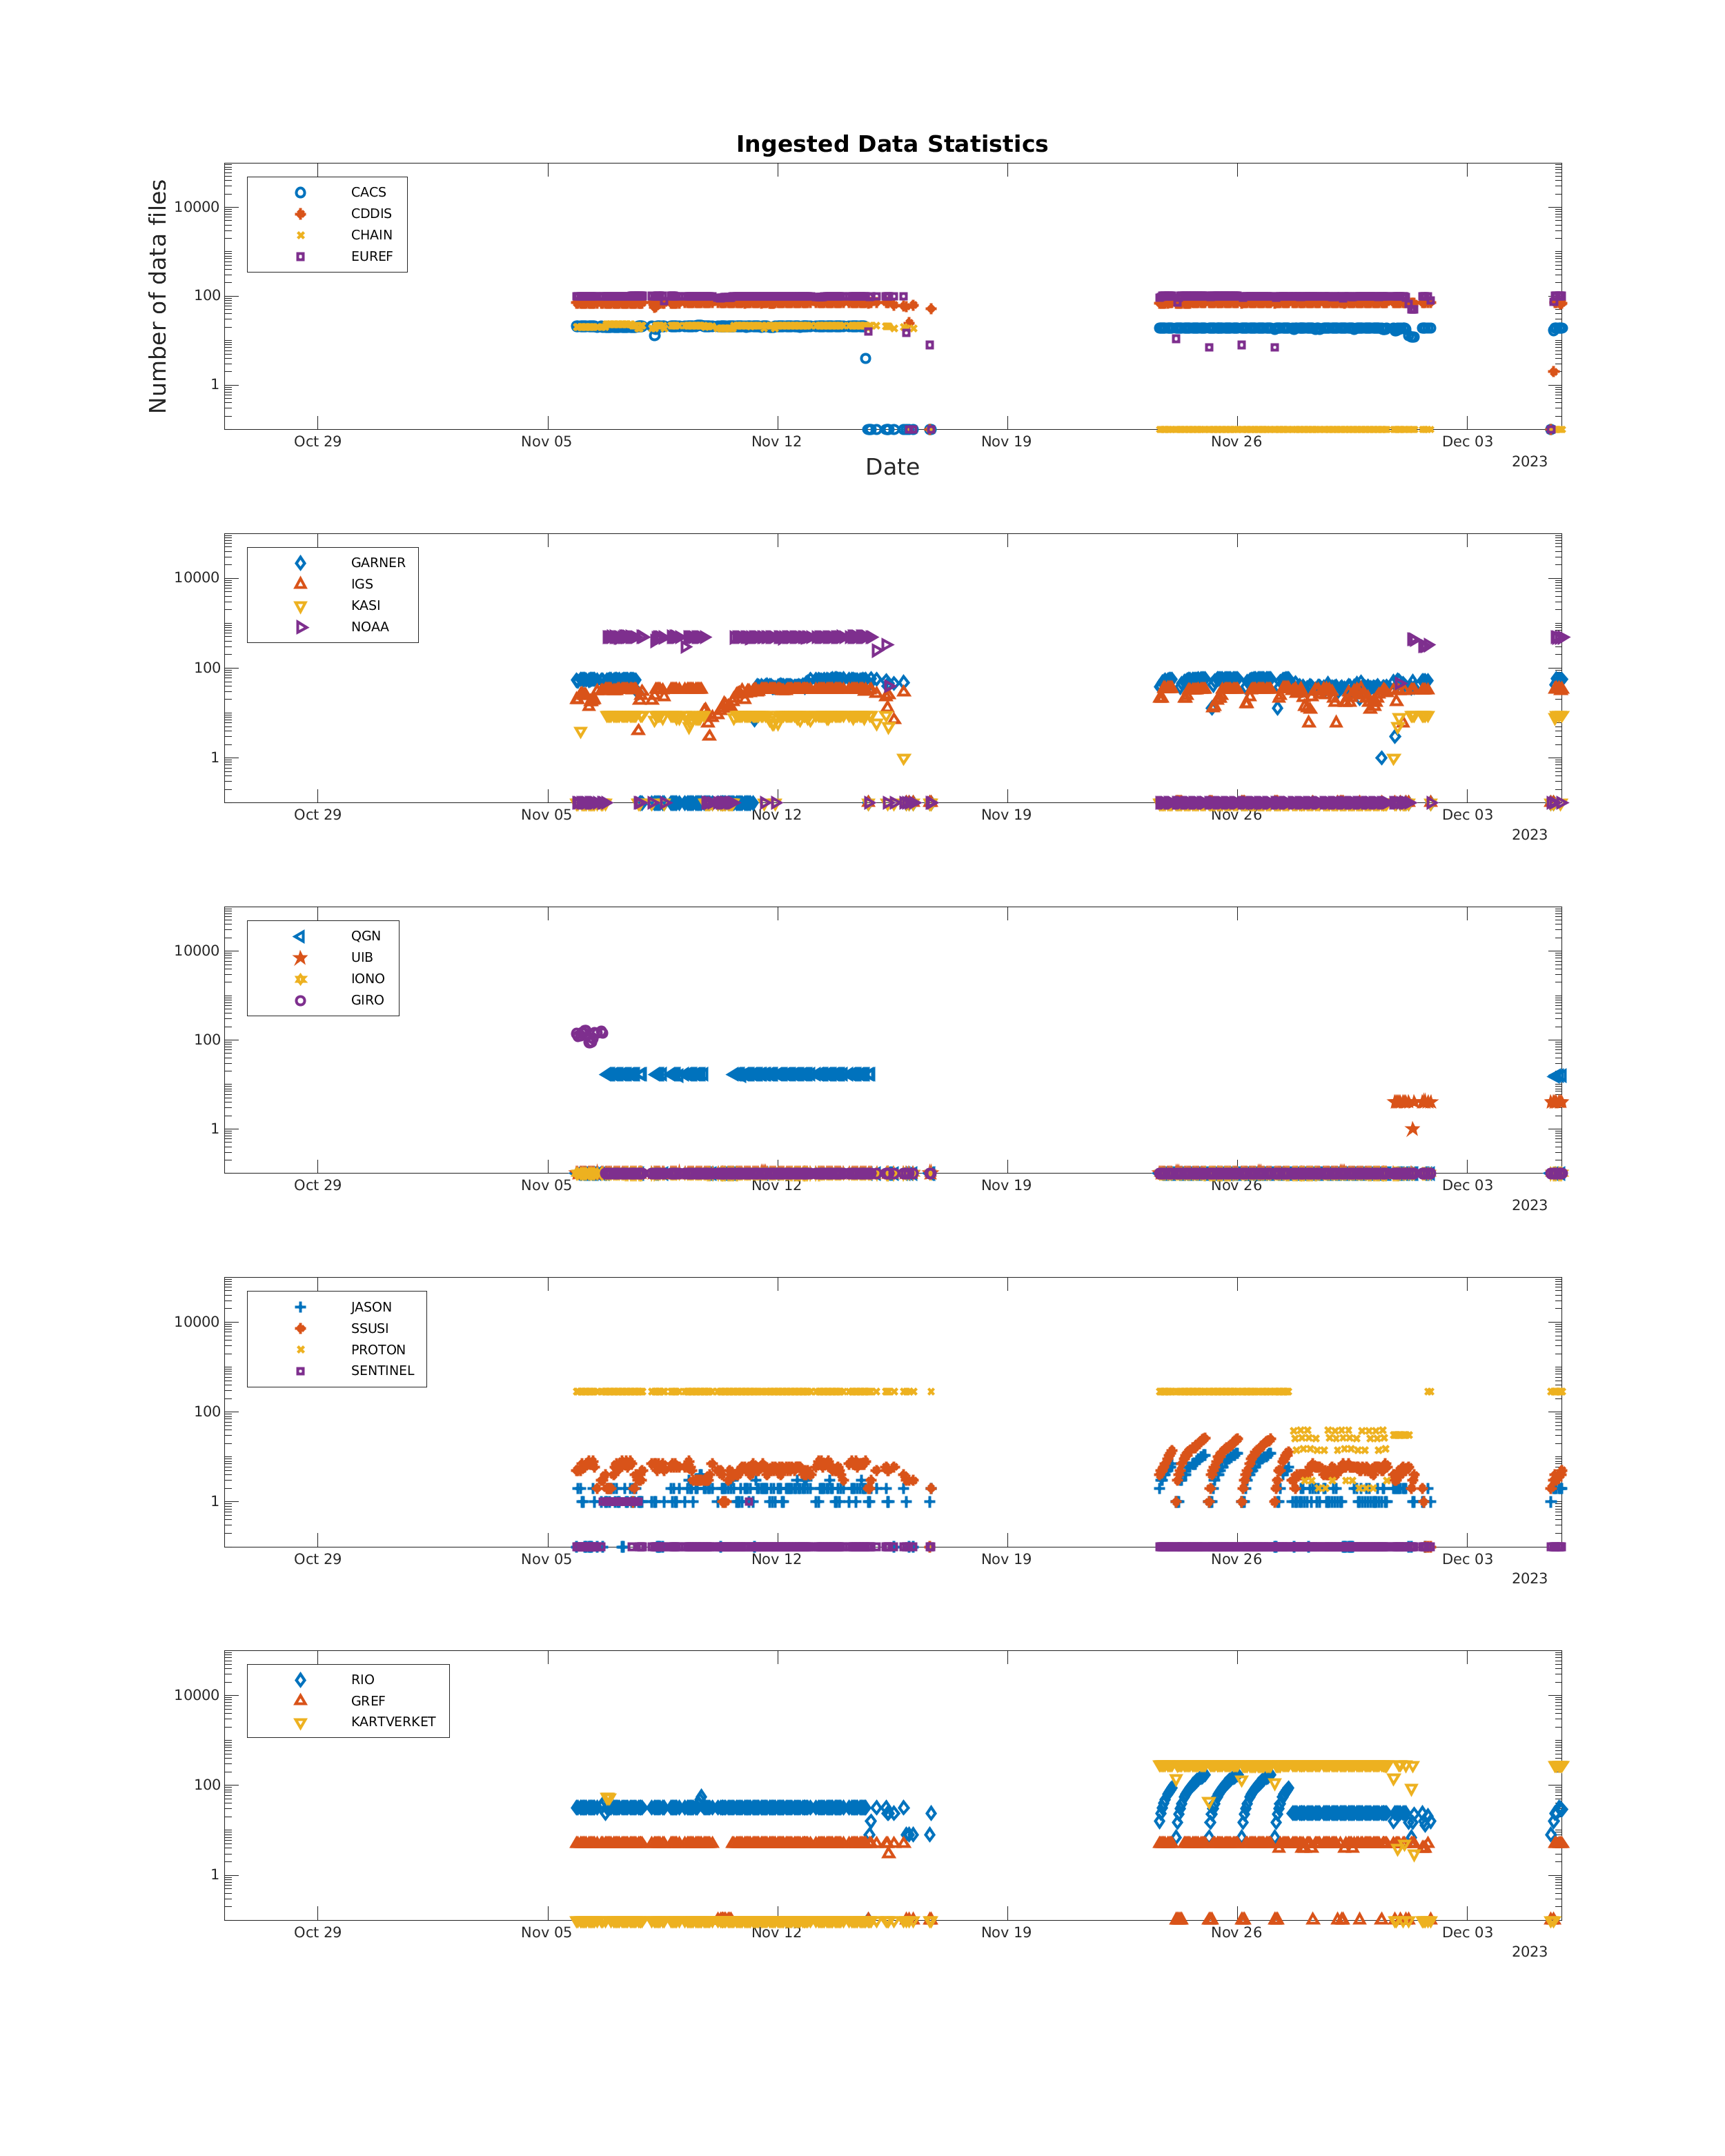 Ingested Data Statistics
Number of data files
10000
100
1
CACS
CDDIS
CHAIN
EUREF
Oct 29 Nov 05 Nov 12 Nov 19 Nov 26 Dec 03
2023
Date
10000
100
1
GARNER
IGS
KASI
NOAA
Oct 29 Nov 05 Nov 12 Nov 19 Nov 26 Dec 03
2023
10000
100
1
QGN
UIB
IONO
GIRO
Oct 29 Nov 05 Nov 12 Nov 19 Nov 26 Dec 03
2023
10000
100
1
JASON
SSUSI
PROTON
SENTINEL
Oct 29 Nov 05 Nov 12 Nov 19 Nov 26 Dec 03
2023
10000
100
1
RIO
GREF
KARTVERKET
Oct 29 Nov 05 Nov 12 Nov 19 Nov 26 Dec 03
2023